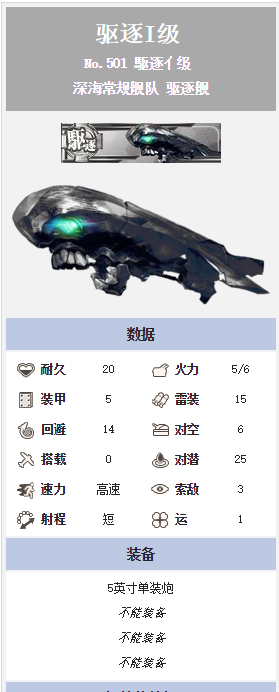 驱逐I级
No.501 駆逐イ级
深海常规舰队 驱逐舰
駆逐
数据
耐久 20 火力 5/6
装甲 5 雷装 15
回避 14 对空 6
搭载 0 对潜 25
速力 高速 索敌 3
射程 短 运 1
装备
5英寸单装炮
不能装备
不能装备
不能装备